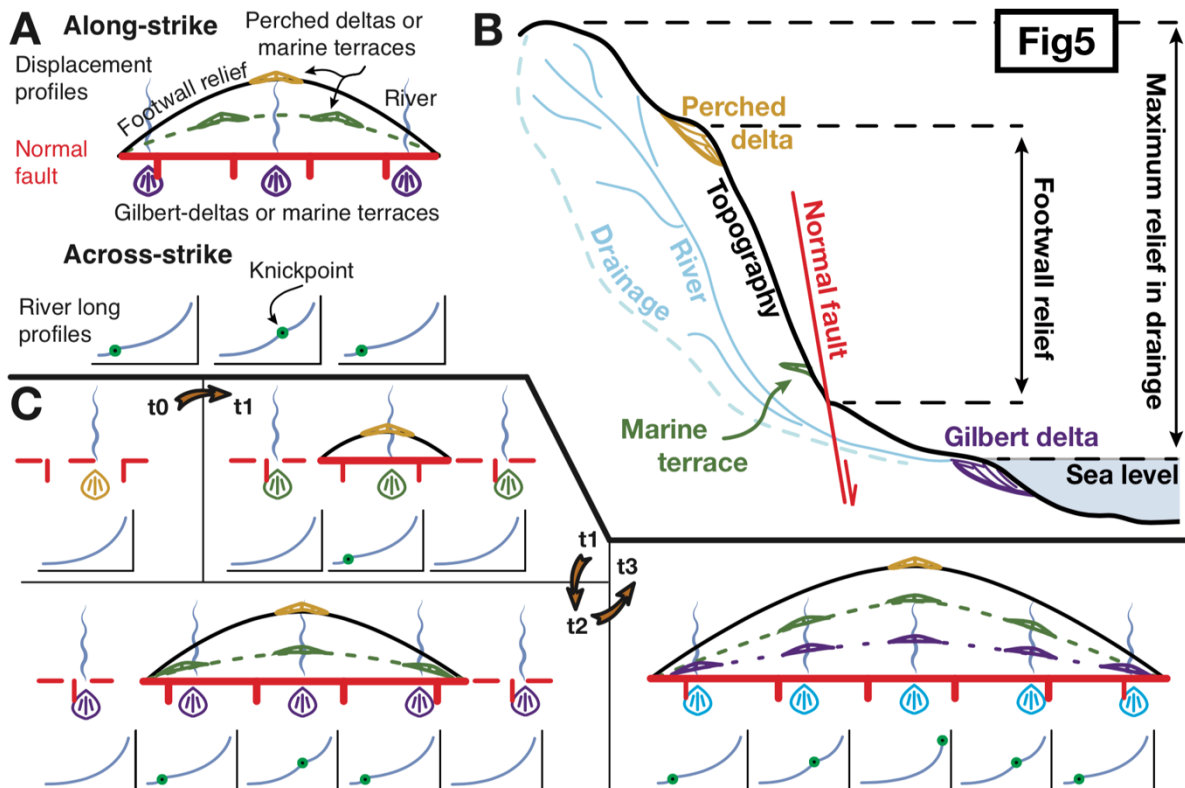 A
Along-strike
Perched deltas or
marine terraces
Displacement
profiles
Footwall relief
River
Normal
fault
Gilbert-deltas or marine terraces
Across-strike
Knickpoint
River long
profiles
B
Fig5
Perched
delta
Topography
Drainage
River
Normal fault
Footwall relief
Maximum relief in drainge
Marine
terrace
Gilbert delta
Sea level
C
t0
t1
t1
t2
t3